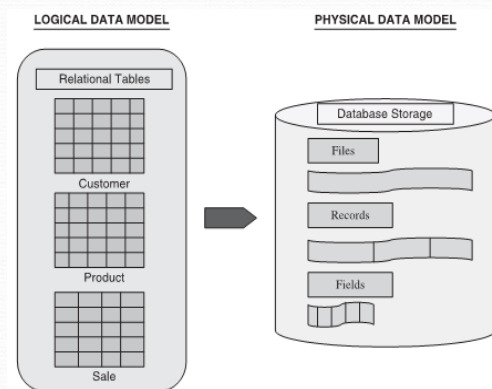 LOGICAL DATA MODEL
Relational Tables
Customer
Product
Sale
PHYSICAL DATA MODEL
Database Storage
Files
Records
Fields